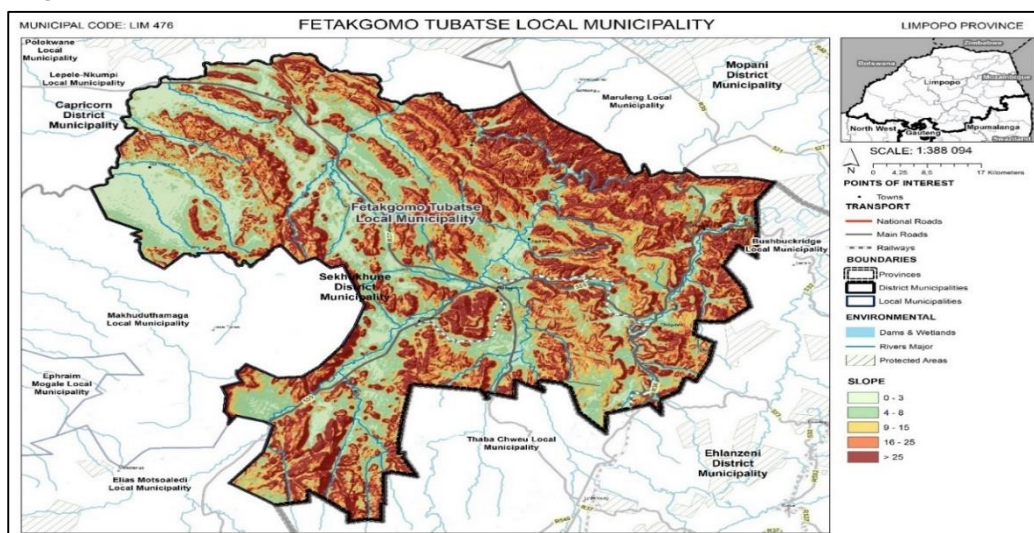 MUNICIPAL CODE: LIM 476
FETAKGOMO TUBATSE LOCAL MUNICIPALITY
LIMPOPO PROVINCE
Polokwane
Local
Municipality
Lepele-Nkumpi
Local Municipality
Capricorn
District
Municipality
Mopani
District
Municipality
Maruleng Local
Municipality
Fetakgomo Tubatse
Local Municipality
Bushbuckridge
Local Municipality
Sekhukhune
District
Municipality
Makhuduthamaga
Local Municipality
Ephraim
Mogale Local
Municipality
Elias Motsoaledi
Local Municipality
Thaba Chweu Local
Municipality
Ehlanzeni
District
Municipality
R540
R37
Zimbabwe
Botswana
Limpopo
Mozambique
North West
Gauteng
Mpumalanga
Swaziland
SCALE: 1:388 094
N
0 4,25 8,5 17 Kilometers
POINTS OF INTEREST
Towns
TRANSPORT
National Roads
Main Roads
Railways
BOUNDARIES
Provinces
District Municipalities
Local Municipalities
ENVIRONMENTAL
Dams & Wetlands
Rivers Major
Protected Areas
SLOPE
0 - 3
4 - 8
9 - 15
16 - 25
> 25